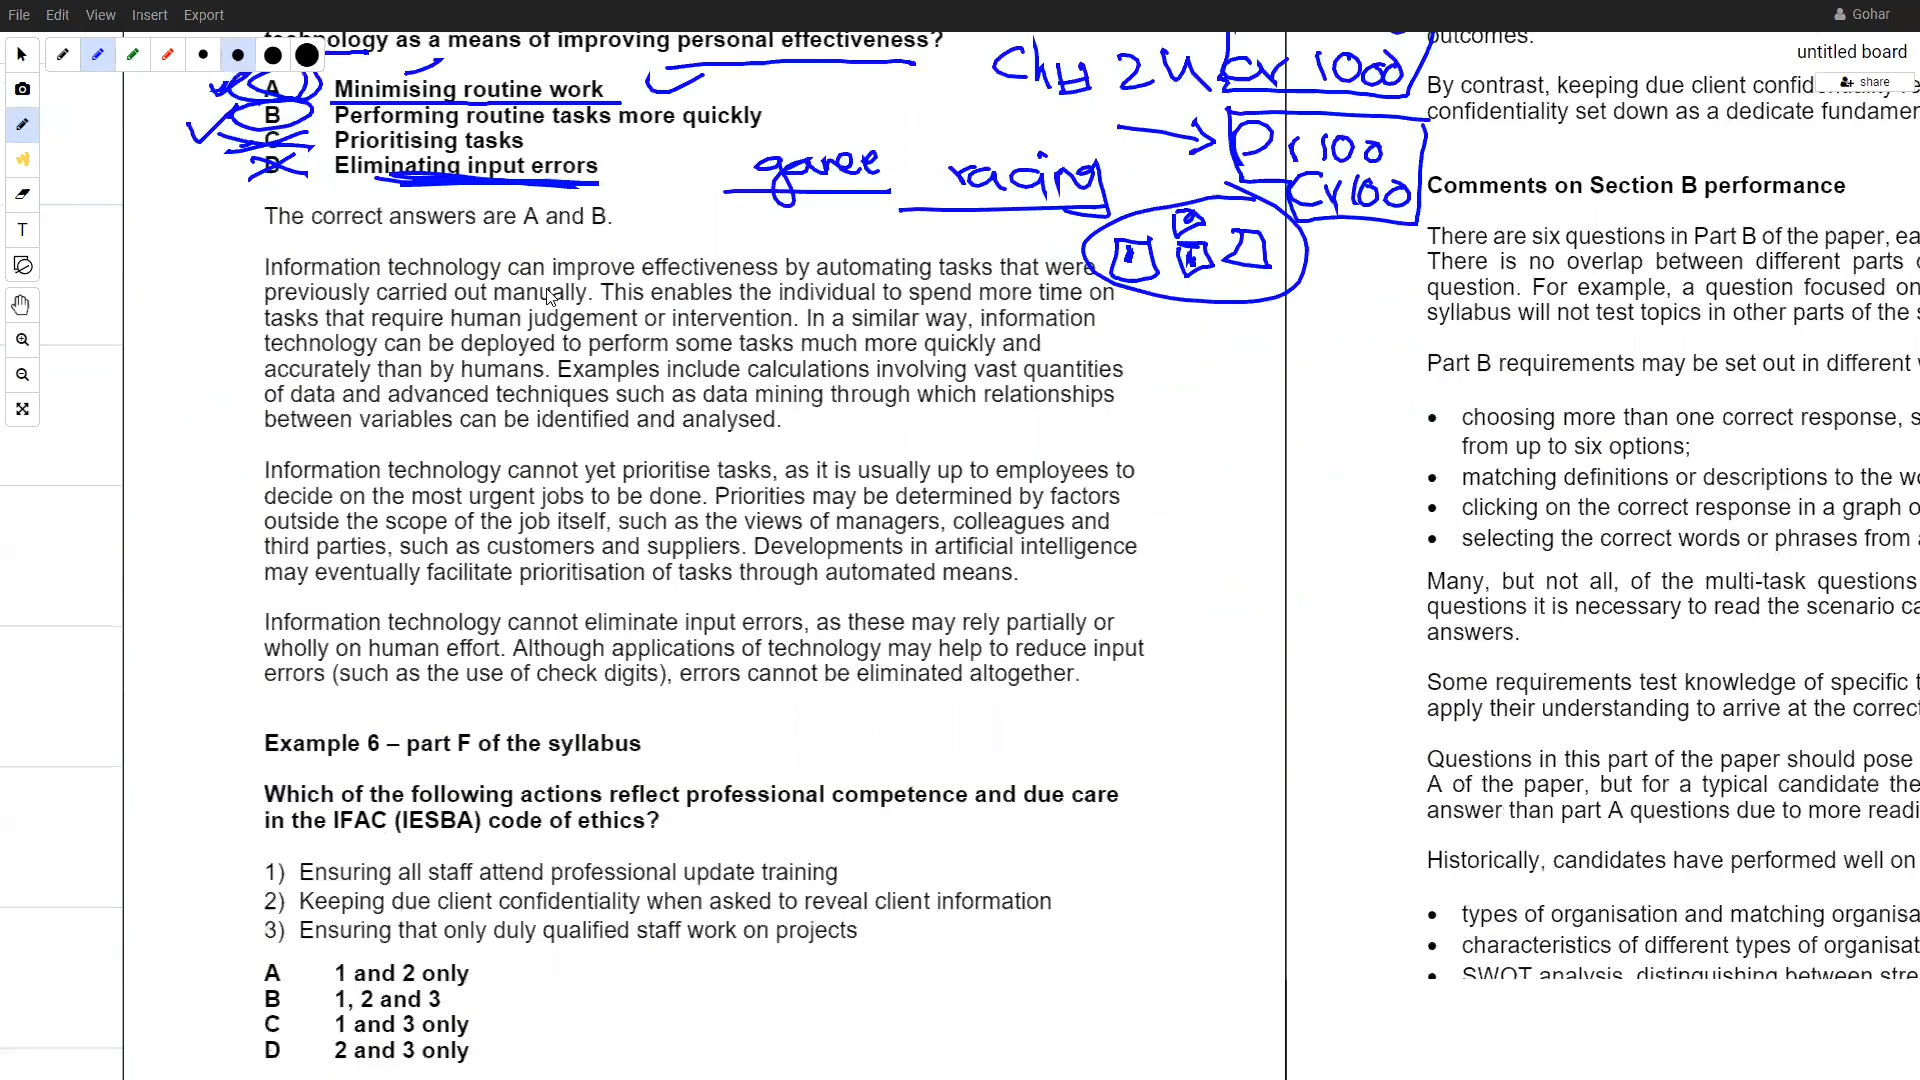 File Edit View Insert Export
Gohar
untitled board
share
technology as a means of improving personal effectiveness?
A Minimising routine work
B Performing routine tasks more quickly
C Prioritising tasks
D Eliminating input errors
Cr 1000
Dr 100
Cr 100
racing
The correct answers are A and B.
Information technology can improve effectiveness by automating tasks that were
previously carried out manually. This enables the individual to spend more time on
tasks that require human judgement or intervention. In a similar way, information
technology can be deployed to perform some tasks much more quickly and
accurately than by humans. Examples include calculations involving vast quantities
of data and advanced techniques such as data mining through which relationships
between variables can be identified and analysed.
Information technology cannot yet prioritise tasks, as it is usually up to employees to
decide on the most urgent jobs to be done. Priorities may be determined by factors
outside the scope of the job itself, such as the views of managers, colleagues and
third parties, such as customers and suppliers. Developments in artificial intelligence
may eventually facilitate prioritisation of tasks through automated means.
Information technology cannot eliminate input errors, as these may rely partially or
wholly on human effort. Although applications of technology may help to reduce input
errors (such as the use of check digits), errors cannot be eliminated altogether.
Example 6 – part F of the syllabus
Which of the following actions reflect professional competence and due care
in the IFAC (IESBA) code of ethics?
1) Ensuring all staff attend professional update training
2) Keeping due client confidentiality when asked to reveal client information
3) Ensuring that only duly qualified staff work on projects
A 1 and 2 only
B 1, 2 and 3
C 1 and 3 only
D 2 and 3 only
outcomes.
By contrast, keeping due client
confidentiality set down as a dedicate
Comments on Section B performance
There are six questions in Part B of the paper,
There is no overlap between different parts
question. For example, a question focused on
syllabus will not test topics in other parts of the
Part B requirements may be set out in different
• choosing more than one correct response,
from up to six options;
• matching definitions or descriptions to the
• clicking on the correct response in a graph
• selecting the correct words or phrases from
Many, but not all, of the multi-task questions
questions it is necessary to read the scenario
answers.
Some requirements test knowledge of specific
apply their understanding to arrive at the correct
Questions in this part of the paper should pose
A of the paper, but for a typical candidate the
answer than part A questions due to more
Historically, candidates have performed well on
• types of organisation and matching
• characteristics of different types of
• SWOT analysis, distinguishing between